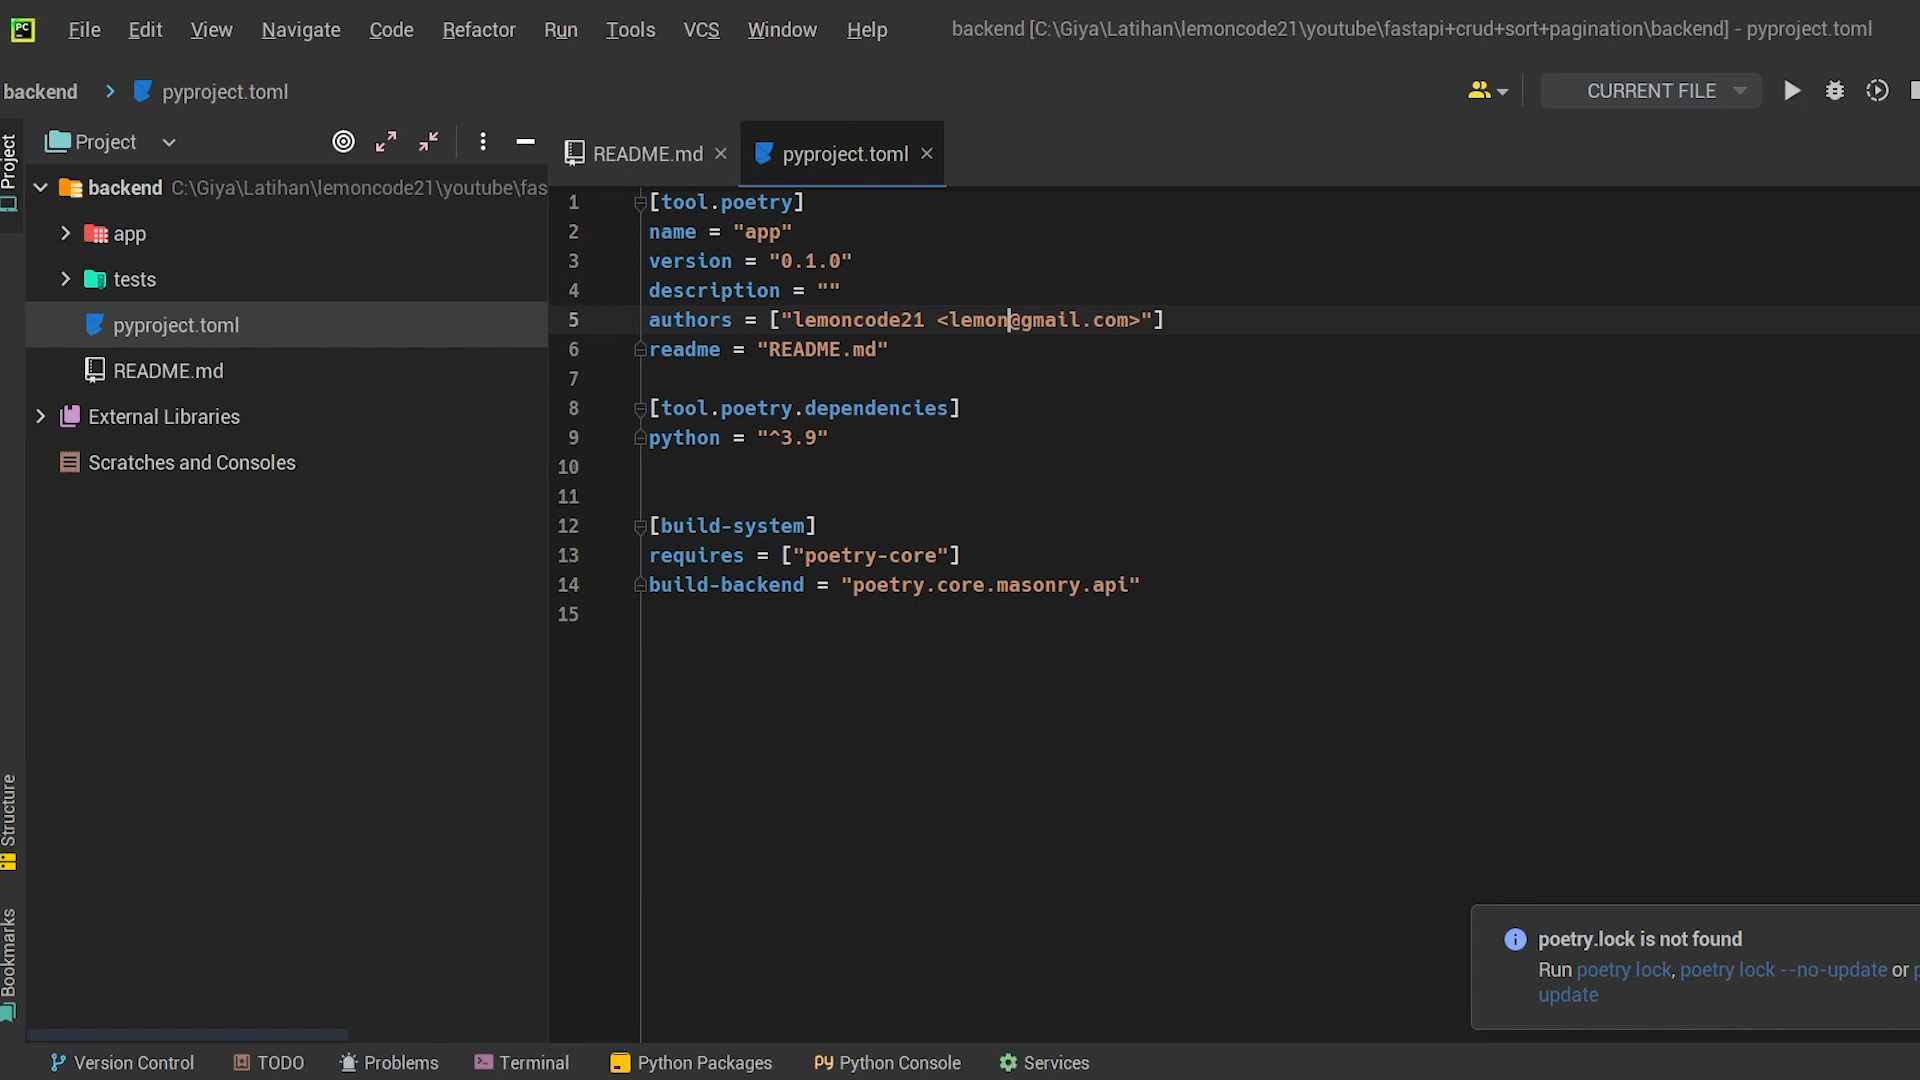 PC File Edit View Navigate Code Refactor Run Tools VCS Window Help backend [C:\Giya\Latihan\lemoncode21\youtube\fastapi+crud+sort+pagination\backend] - pyproject.toml
backend pyproject.toml CURRENT FILE
Project
Project
README.md pyproject.toml
backend C:\Giya\Latihan\lemoncode21\youtube\fas
app
tests
pyproject.toml
README.md
External Libraries
Scratches and Consoles
1 [tool.poetry]
2 name = "app"
3 version = "0.1.0"
4 description = ""
5 authors = ["lemoncode21 <lemon@gmail.com>"]
6 readme = "README.md"
7
8 [tool.poetry.dependencies]
9 python = "^3.9"
10
11
12 [build-system]
13 requires = ["poetry-core"]
14 build-backend = "poetry.core.masonry.api"
15
Structure
Bookmarks
poetry.lock is not found
Run poetry lock, poetry lock --no-update or
update
Version Control TODO Problems Terminal Python Packages PY Python Console Services